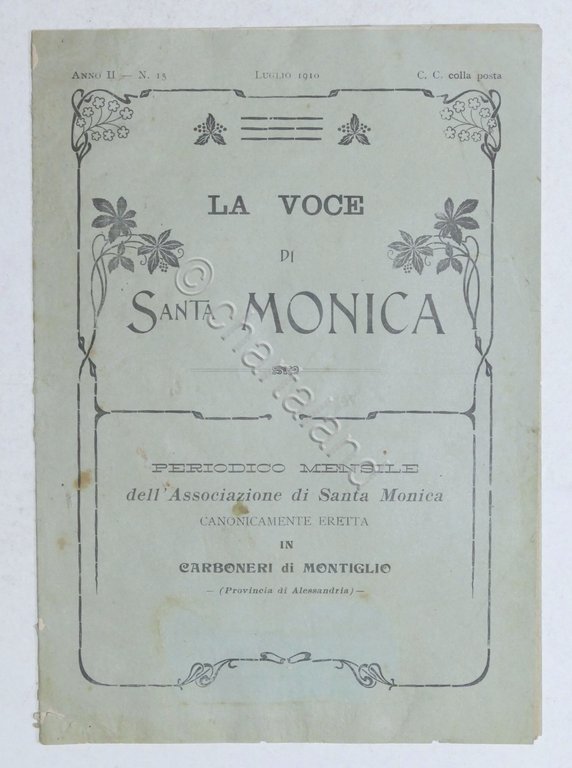 ANNO II — N. 15 LUGLIO 1910 C. C. colla posta
LA VOCE
DI
SANTA MONICA
PERIODICO MENSILE
dell'Associazione di Santa Monica
CANONICAMENTE ERETTA
IN
CARBONERI di MONTIGLIO
— (Provincia di Alessandria) —
© chartaland